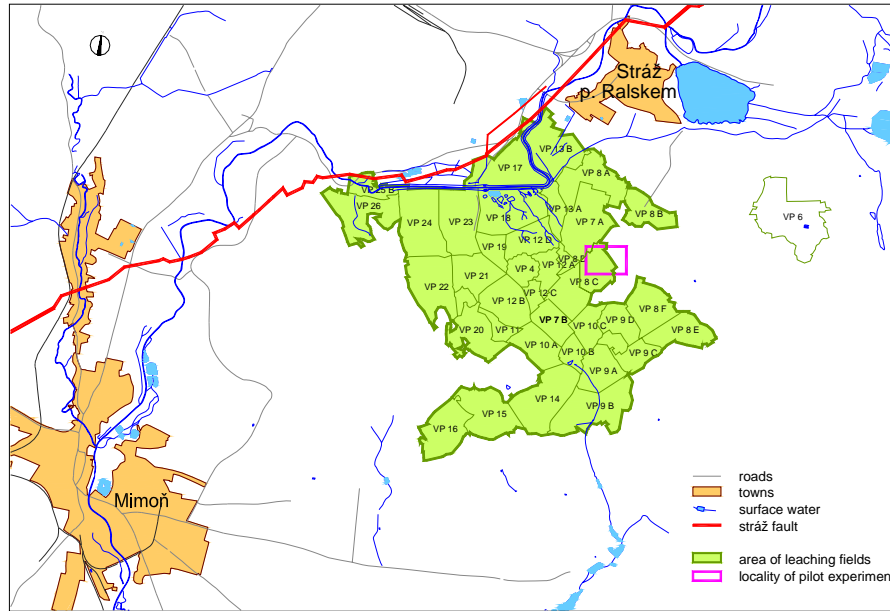 Stráž
p. Ralskem
VP 13 B
VP 17
VP 8 A
VP 25 B
VP 26
VP 8 B
VP 6
VP 24
VP 23
VP 18
VP 13 A
VP 7 A
VP 19
VP 12 D
VP 4
VP 12 A
VP 21
VP 8 C
VP 22
VP 12 B
VP 12 C
VP 8 F
VP 7 B
VP 9 D
VP 20
VP 11
VP 10 C
VP 8 E
VP 10 A
VP 10 B
VP 9 C
VP 9 A
VP 14
VP 15
VP 9 B
VP 16
Mimoň
roads
towns
surface water
stráž fault
area of leaching fields
locality of pilot experimen